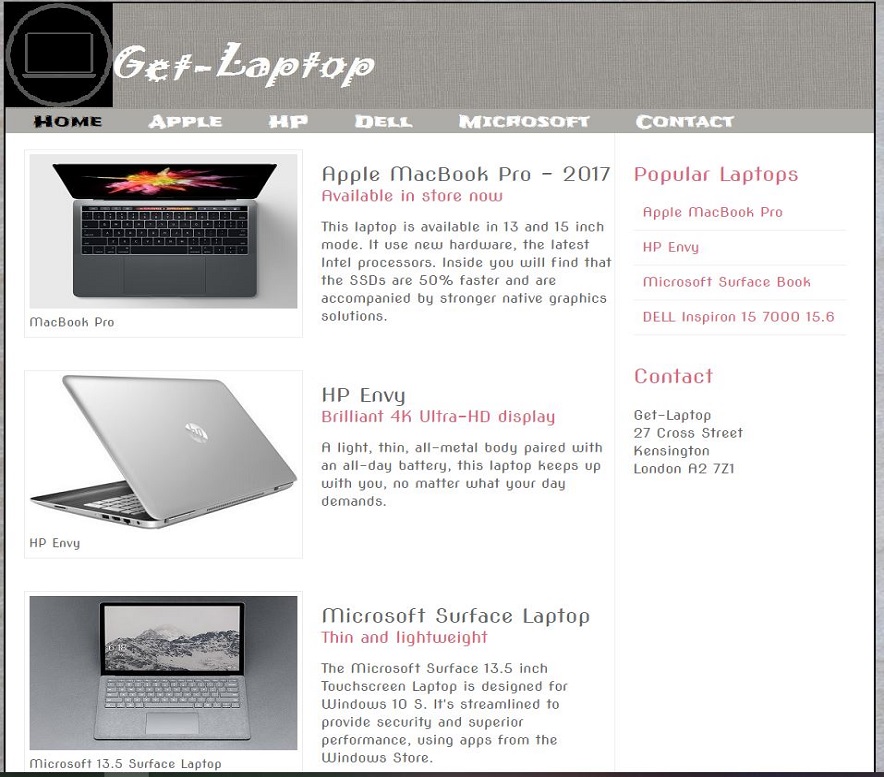 Get-Laptop
Home Apple HP Dell Microsoft Contact
MacBook Pro
Apple MacBook Pro - 2017
Available in store now
This laptop is available in 13 and 15 inch
mode. It use new hardware, the latest
Intel processors. Inside you will find that
the SSDs are 50% faster and are
accompanied by stronger native graphics
solutions.
HP Envy
HP Envy
Brilliant 4K Ultra-HD display
A light, thin, all-metal body paired with
an all-day battery, this laptop keeps up
with you, no matter what your day
demands.
Microsoft 13.5 Surface Laptop
Microsoft Surface Laptop
Thin and lightweight
The Microsoft Surface 13.5 inch
Touchscreen Laptop is designed for
Windows 10 S. It's streamlined to
provide security and superior
performance, using apps from the
Windows Store.
Popular Laptops
Apple MacBook Pro
HP Envy
Microsoft Surface Book
DELL Inspiron 15 7000 15.6
Contact
Get-Laptop
27 Cross Street
Kensington
London A2 7Z1